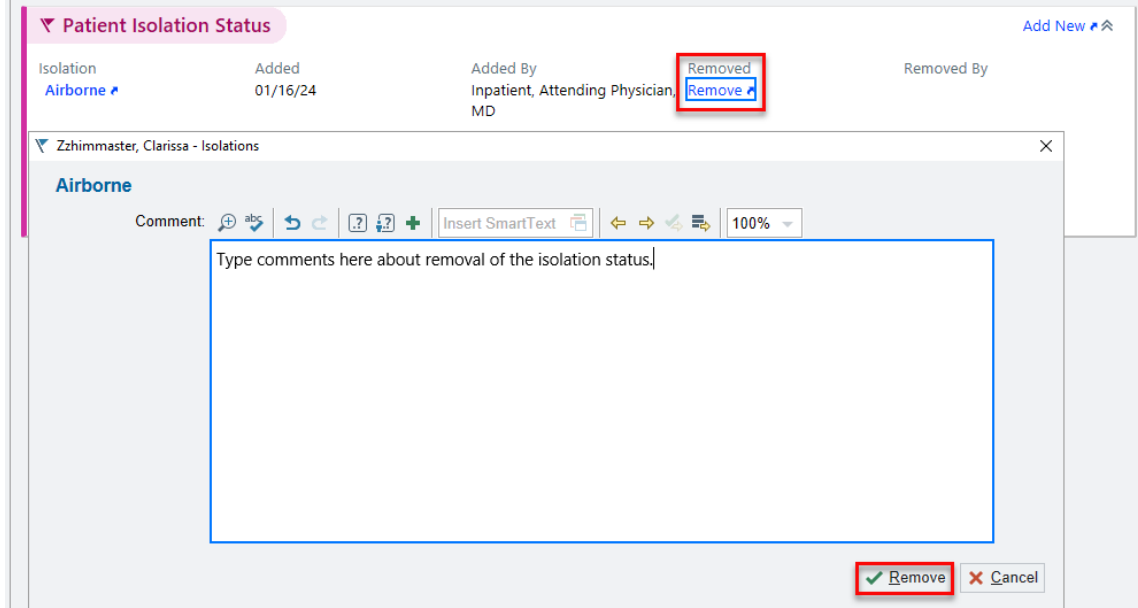 Patient Isolation Status
Add New
Isolation Added Added By Removed Removed By
Airborne 01/16/24 Inpatient, Attending Physician, Remove
MD
Zzhimmaster, Clarissa - Isolations
Airborne
Comment: abc Insert SmartText 100%
Type comments here about removal of the isolation status.
Remove Cancel